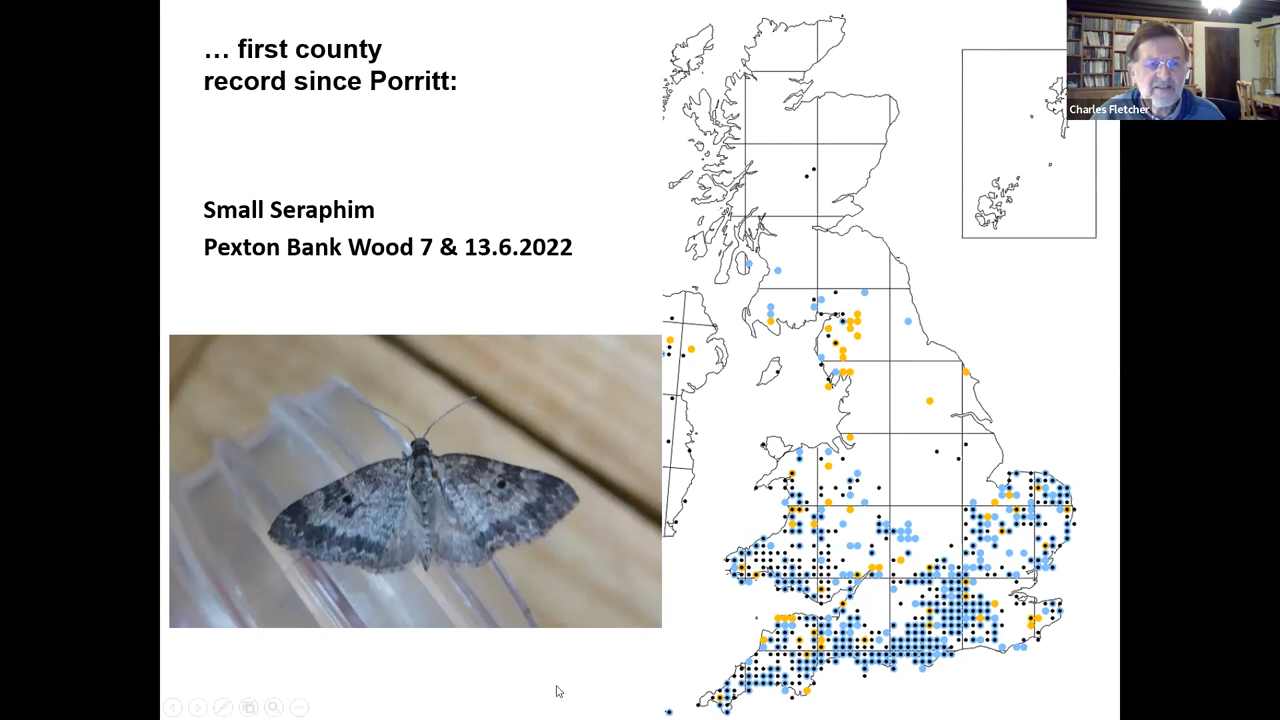 … first county
record since Porritt:
Small Seraphim
Pexton Bank Wood 7 & 13.6.2022
Charles Fletcher